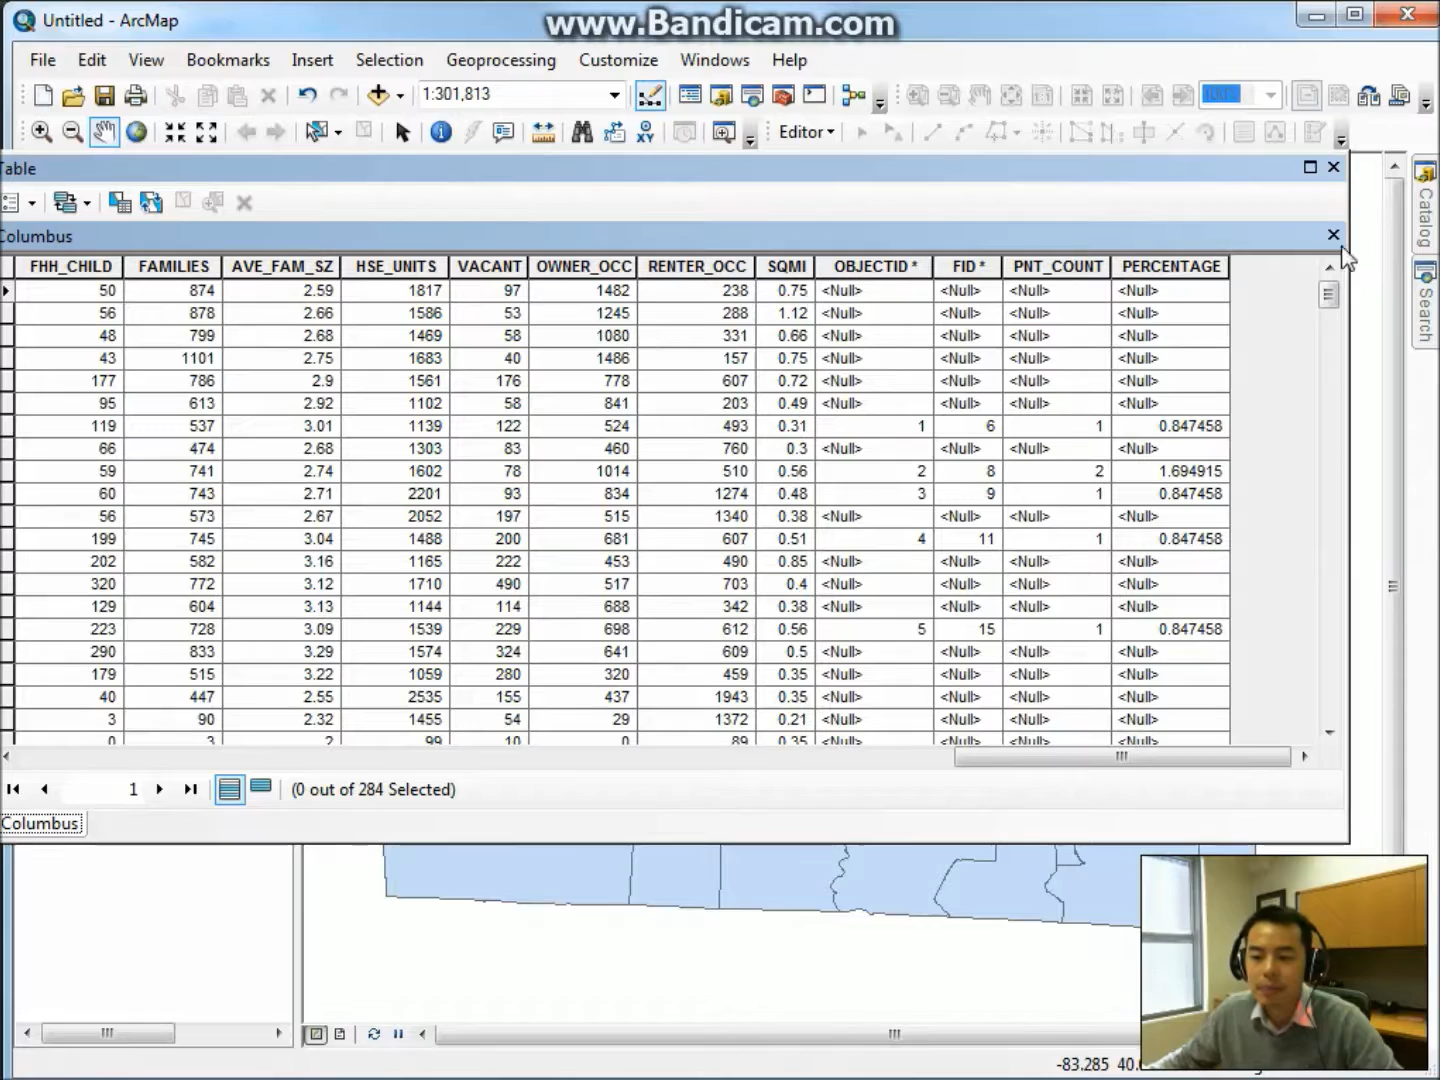 Untitled - ArcMap
www.Bandicam.com
File Edit View Bookmarks Insert Selection Geoprocessing Customize Windows Help
1:301,813
Editor
Table
Columbus
FHH_CHILD FAMILIES AVE_FAM_SZ HSE_UNITS VACANT OWNER_OCC RENTER_OCC SQMI OBJECTID * FID * PNT_COUNT PERCENTAGE
50 874 2.59 1817 97 1482 238 0.75 <Null> <Null> <Null> <Null>
56 878 2.66 1586 53 1245 288 1.12 <Null> <Null> <Null> <Null>
48 799 2.68 1469 58 1080 331 0.66 <Null> <Null> <Null> <Null>
43 1101 2.75 1683 40 1486 157 0.75 <Null> <Null> <Null> <Null>
177 786 2.9 1561 176 778 607 0.72 <Null> <Null> <Null> <Null>
95 613 2.92 1102 58 841 203 0.49 <Null> <Null> <Null> <Null>
119 537 3.01 1139 122 524 493 0.31 1 6 1 0.847458
66 474 2.68 1303 83 460 760 0.3 <Null> <Null> <Null> <Null>
59 741 2.74 1602 78 1014 510 0.56 2 8 2 1.694915
60 743 2.71 2201 93 834 1274 0.48 3 9 1 0.847458
56 573 2.67 2052 197 515 1340 0.38 <Null> <Null> <Null> <Null>
199 745 3.04 1488 200 681 607 0.51 4 11 1 0.847458
202 582 3.16 1165 222 453 490 0.85 <Null> <Null> <Null> <Null>
320 772 3.12 1710 490 517 703 0.4 <Null> <Null> <Null> <Null>
129 604 3.13 1144 114 688 342 0.38 <Null> <Null> <Null> <Null>
223 728 3.09 1539 229 698 612 0.56 5 15 1 0.847458
290 833 3.29 1574 324 641 609 0.5 <Null> <Null> <Null> <Null>
179 515 3.22 1059 280 320 459 0.35 <Null> <Null> <Null> <Null>
40 447 2.55 2535 155 437 1943 0.35 <Null> <Null> <Null> <Null>
3 90 2.32 1455 54 29 1372 0.21 <Null> <Null> <Null> <Null>
0 3 2 99 10 0 89 0.35 <Null> <Null> <Null> <Null>
1 (0 out of 284 Selected)
Columbus
Catalog
Search
-83.285 40.